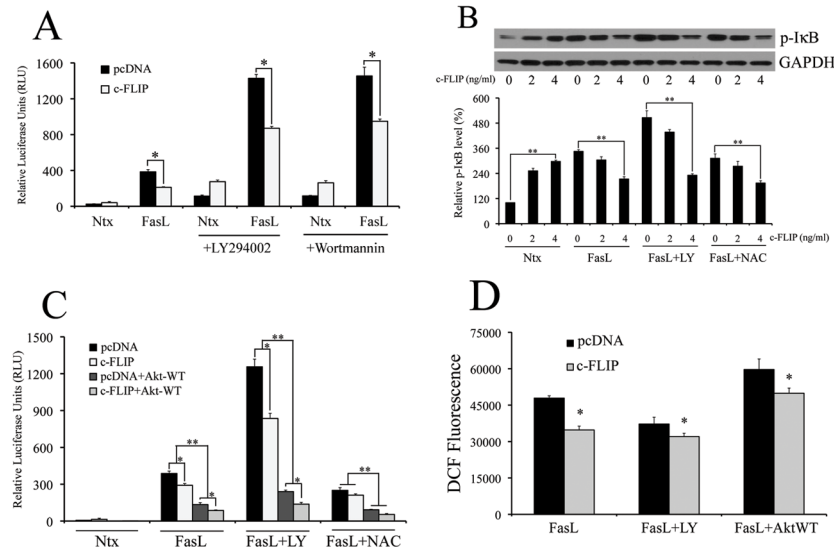 A
Relative Luciferase Units (RLU)
1600
1200
800
400
0
pcDNA
c-FLIP
*
*
*
Ntx
FasL
Ntx
FasL
Ntx
FasL
+LY294002
+Wortmannin
B
p-IκB
GAPDH
c-FLIP (ng/ml)
0 2 4 0 2 4 0 2 4 0 2 4
Relative p-IκB level (%)
600
480
360
240
120
0
**
**
**
**
0 2 4 0 2 4 0 2 4 0 2 4
c-FLIP (ng/ml)
Ntx
FasL
FasL+LY
FasL+NAC
C
Relative Luciferase Units (RLU)
1500
1200
900
600
300
0
pcDNA
c-FLIP
pcDNA+Akt-WT
c-FLIP+Akt-WT
**
*
*
**
*
*
**
Ntx
FasL
FasL+LY
FasL+NAC
D
DCF Fluorescence
75000
60000
45000
30000
15000
0
pcDNA
c-FLIP
*
*
*
FasL
FasL+LY
FasL+AktWT